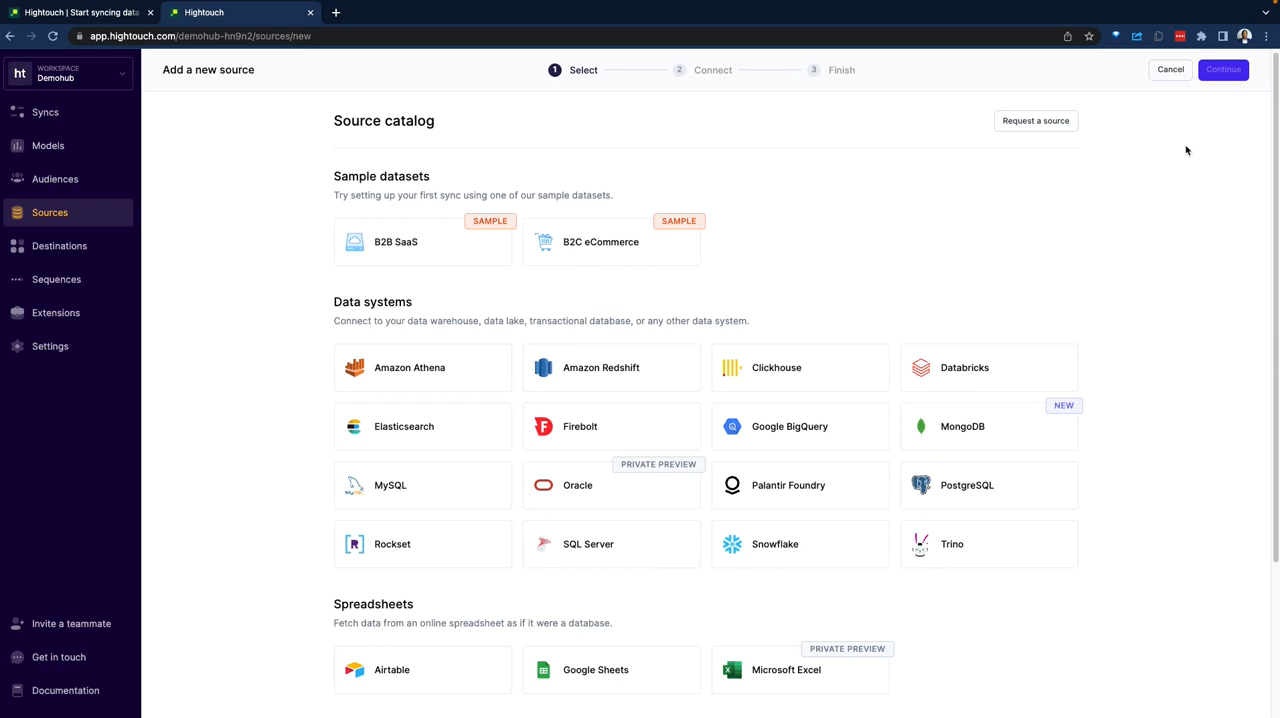 Hightouch | Start syncing data
Hightouch
app.hightouch.com/demohub-hn9n2/sources/new
ht
WORKSPACE
Demohub
Syncs
Models
Audiences
Sources
Destinations
Sequences
Extensions
Settings
Invite a teammate
Get in touch
Documentation
Add a new source
1 Select
2 Connect
3 Finish
Cancel
Continue
Source catalog
Request a source
Sample datasets
Try setting up your first sync using one of our sample datasets.
SAMPLE
SAMPLE
B2B SaaS
B2C eCommerce
Data systems
Connect to your data warehouse, data lake, transactional database, or any other data system.
Amazon Athena
Amazon Redshift
Clickhouse
Databricks
NEW
Elasticsearch
Firebolt
Google BigQuery
MongoDB
PRIVATE PREVIEW
MySQL
Oracle
Palantir Foundry
PostgreSQL
Rockset
SQL Server
Snowflake
Trino
Spreadsheets
Fetch data from an online spreadsheet as if it were a database.
PRIVATE PREVIEW
Airtable
Google Sheets
Microsoft Excel